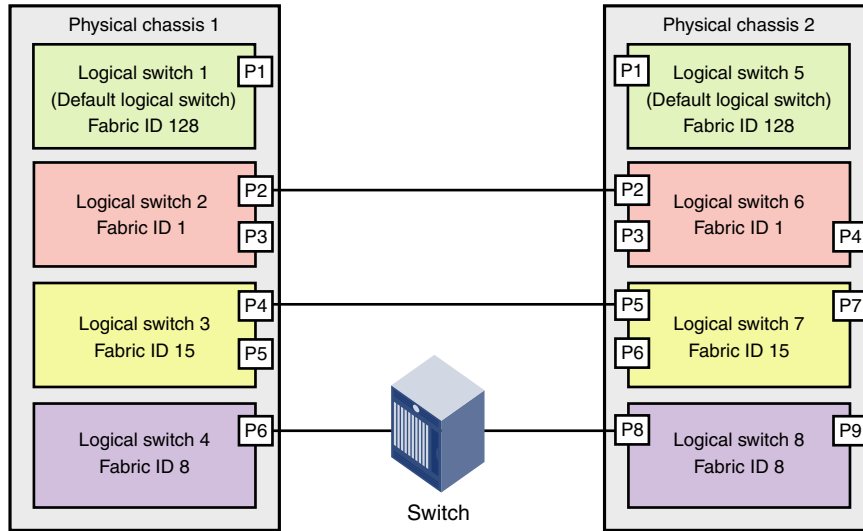 Physical chassis 1
Logical switch 1
(Default logical switch)
Fabric ID 128
P1
Logical switch 2
Fabric ID 1
P2
P3
Logical switch 3
Fabric ID 15
P4
P5
Logical switch 4
Fabric ID 8
P6
Switch
Physical chassis 2
P1
Logical switch 5
(Default logical switch)
Fabric ID 128
P2
P3
Logical switch 6
Fabric ID 1
P4
P5
P6
Logical switch 7
Fabric ID 15
P7
P8
Logical switch 8
Fabric ID 8
P9